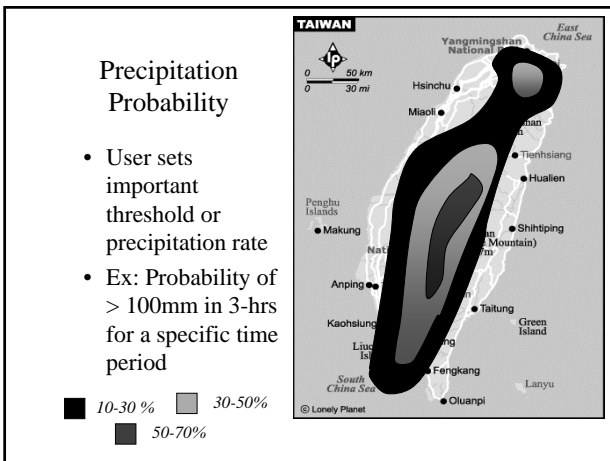 Precipitation
Probability
• User sets
important
threshold or
precipitation rate
• Ex: Probability of
> 100mm in 3-hrs
for a specific time
period
10-30 %
30-50%
50-70%
TAIWAN
East
China Sea
Yangmingshan
National
lp
0 50 km
0 30 mi
Hsinchu
Miaoli
Tienhsiang
Hualien
Penghu
Islands
Makung
Shihtiping
Mountain)
Anping
Taitung
Kaohsiung
Green
Island
Fengkang
South
China Sea
Lanyu
Oluanpi
© Lonely Planet